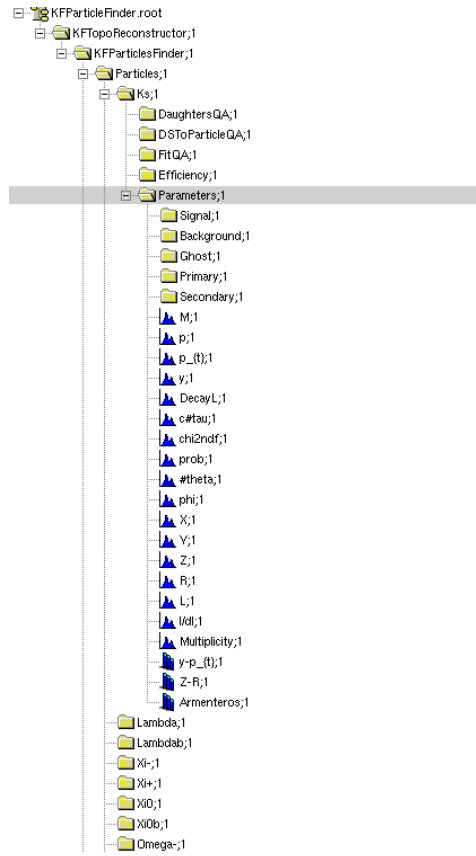 KFParticleFinder.root
KFTopoReconstructor;1
KFParticlesFinder;1
Particles;1
Ks;1
DaughtersQA;1
DSToParticleQA;1
FitQA;1
Efficiency;1
Parameters;1
Signal;1
Background;1
Ghost;1
Primary;1
Secondary;1
M;1
p;1
p_{t};1
y;1
DecayL;1
c#tau;1
chi2ndf;1
prob;1
#theta;1
phi;1
X;1
Y;1
Z;1
R;1
L;1
l/dl;1
Multiplicity;1
y-p_{t};1
Z-R;1
Armenteros;1
Lambda;1
Lambdab;1
Xi-;1
Xi+;1
Xi0;1
Xi0b;1
Omega-;1